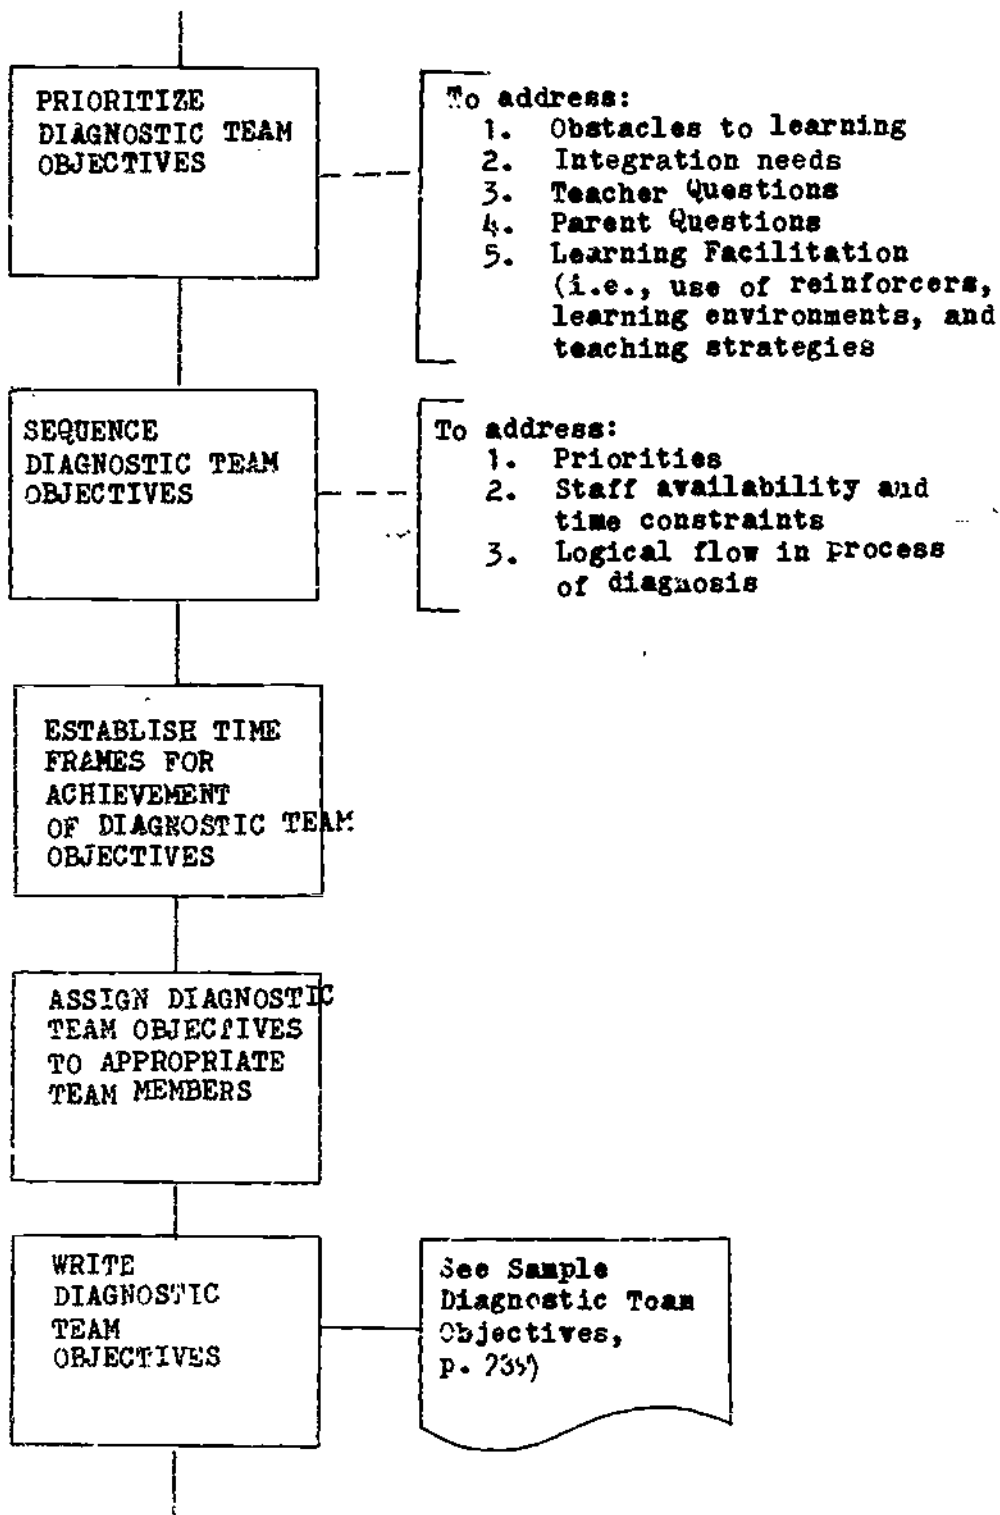 PRIORITIZE
DIAGNOSTIC TEAM
OBJECTIVES
To address:
1. Obstacles to learning
2. Integration needs
3. Teacher Questions
4. Parent Questions
5. Learning Facilitation
(i.e., use of reinforcers,
learning environments, and
teaching strategies
SEQUENCE
DIAGNOSTIC TEAM
OBJECTIVES
To address:
1. Priorities
2. Staff availability and
time constraints
3. Logical flow in process
of diagnosis
ESTABLISH TIME
FRAMES FOR
ACHIEVEMENT
OF DIAGNOSTIC TEAM
OBJECTIVES
ASSIGN DIAGNOSTIC
TEAM OBJECTIVES
TO APPROPRIATE
TEAM MEMBERS
WRITE
DIAGNOSTIC
TEAM
OBJECTIVES
See Sample
Diagnostic Team
Objectives,
p.